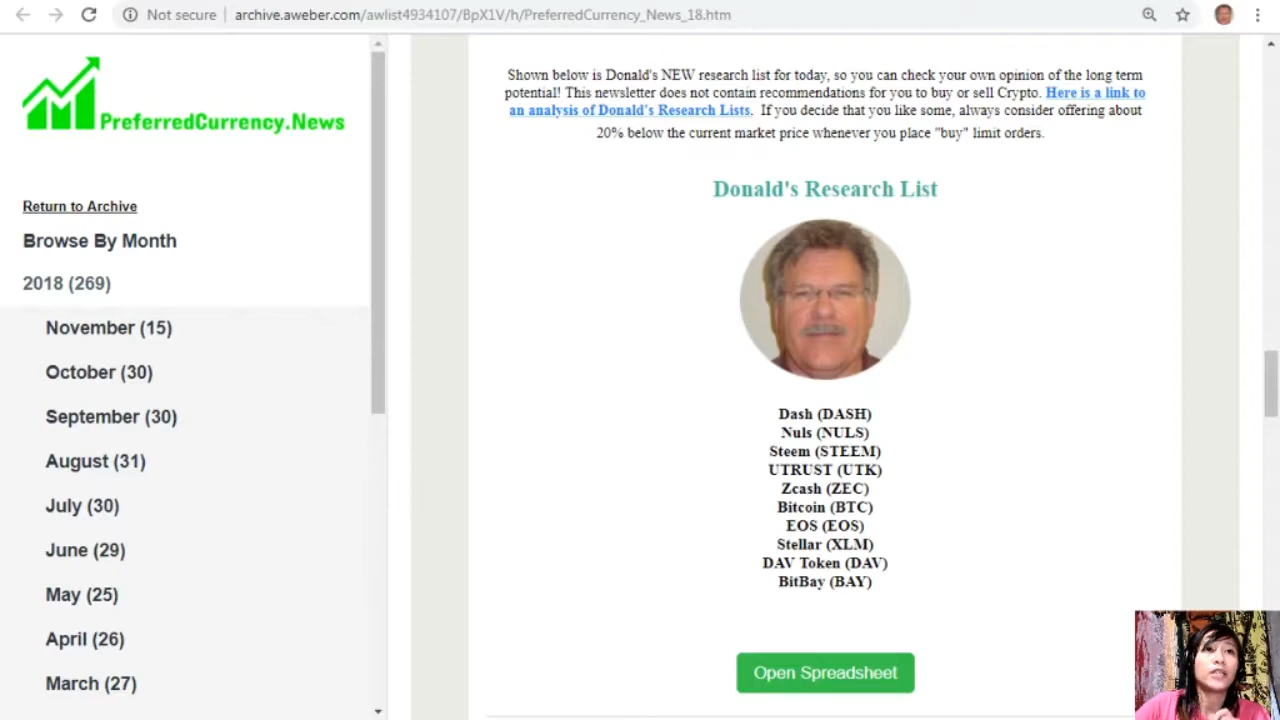 Not secure
archive.aweber.com/awlist4934107/BpX1V/h/PreferredCurrency_News_18.htm
PreferredCurrency.News
Return to Archive
Browse By Month
2018 (269)
November (15)
October (30)
September (30)
August (31)
July (30)
June (29)
May (25)
April (26)
March (27)
Shown below is Donald's NEW research list for today, so you can check your own opinion of the long term
potential! This newsletter does not contain recommendations for you to buy or sell Crypto. Here is a link to
an analysis of Donald's Research Lists. If you decide that you like some, always consider offering about
20% below the current market price whenever you place "buy" limit orders.
Donald's Research List
Dash (DASH)
Nuls (NULS)
Steem (STEEM)
UTRUST (UTK)
Zcash (ZEC)
Bitcoin (BTC)
EOS (EOS)
Stellar (XLM)
DAV Token (DAV)
BitBay (BAY)
Open Spreadsheet